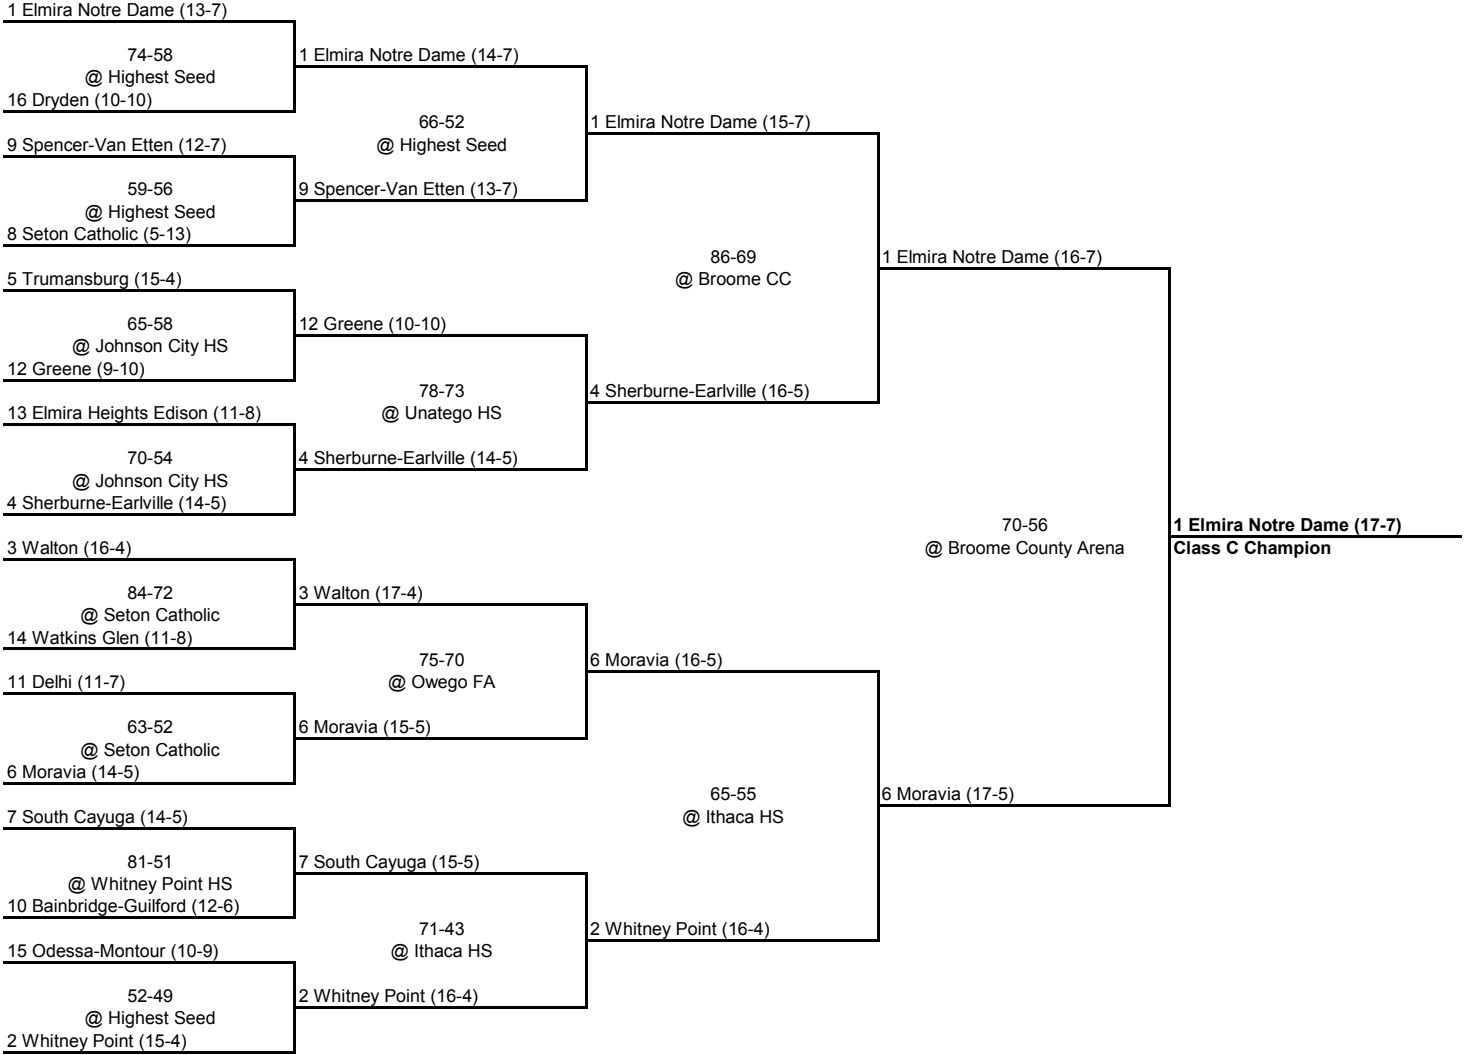 1 Elmira Notre Dame (13-7)
74-58
@ Highest Seed
16 Dryden (10-10)
9 Spencer-Van Etten (12-7)
59-56
@ Highest Seed
8 Seton Catholic (5-13)
5 Trumansburg (15-4)
65-58
@ Johnson City HS
12 Greene (9-10)
13 Elmira Heights Edison (11-8)
70-54
@ Johnson City HS
4 Sherburne-Earlville (14-5)
3 Walton (16-4)
84-72
@ Seton Catholic
14 Watkins Glen (11-8)
11 Delhi (11-7)
63-52
@ Seton Catholic
6 Moravia (14-5)
7 South Cayuga (14-5)
81-51
@ Whitney Point HS
10 Bainbridge-Guilford (12-6)
15 Odessa-Montour (10-9)
52-49
@ Highest Seed
2 Whitney Point (15-4)
1 Elmira Notre Dame (14-7)
66-52
@ Highest Seed
9 Spencer-Van Etten (13-7)
12 Greene (10-10)
78-73
@ Unatego HS
4 Sherburne-Earlville (14-5)
3 Walton (17-4)
75-70
@ Owego FA
6 Moravia (15-5)
7 South Cayuga (15-5)
71-43
@ Ithaca HS
2 Whitney Point (16-4)
1 Elmira Notre Dame (15-7)
86-69
@ Broome CC
4 Sherburne-Earlville (16-5)
6 Moravia (16-5)
65-55
@ Ithaca HS
2 Whitney Point (16-4)
1 Elmira Notre Dame (16-7)
70-56
@ Broome County Arena
6 Moravia (17-5)
1 Elmira Notre Dame (17-7)
Class C Champion